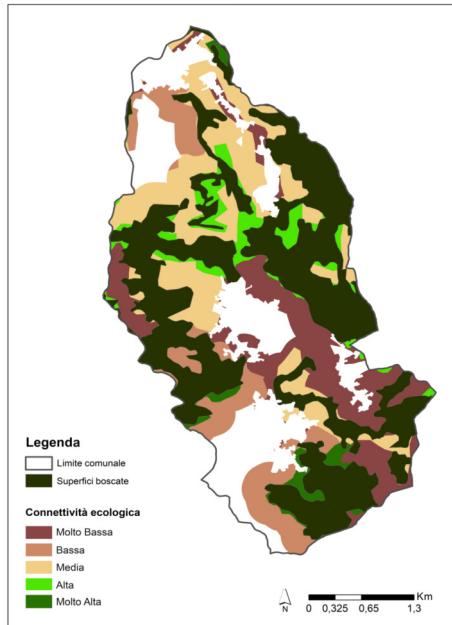 Legenda
Limite comunale
Superfici boscate
Connettività ecologica
Molto Bassa
Bassa
Media
Alta
Molto Alta
N
Km
0 0,325 0,65 1,3